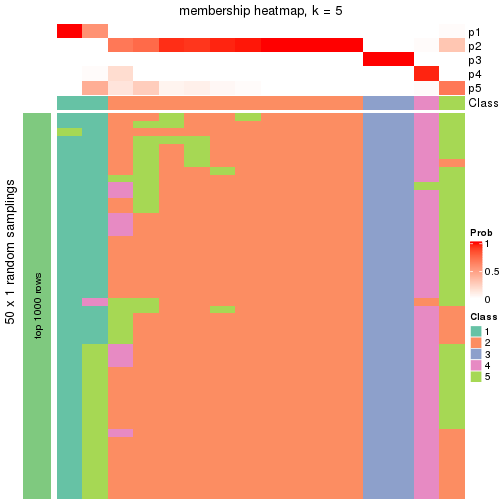 membership heatmap, k = 5
p1
p2
p3
p4
p5
Class
50 x 1 random samplings
top 1000 rows
Prob
1
0.5
0
Class
1
2
3
4
5